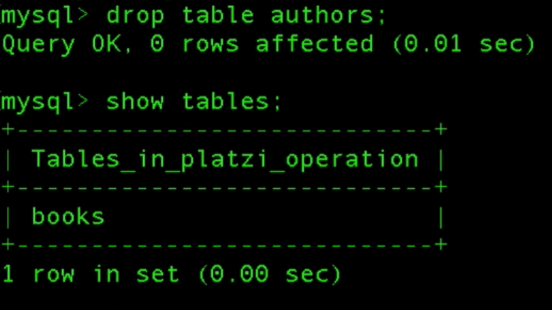 mysql> drop table authors;
Query OK, 0 rows affected (0.01 sec)
mysql> show tables;
+----------------------------+
| Tables_in_platzi_operation |
+----------------------------+
| books                      |
+----------------------------+
1 row in set (0.00 sec)